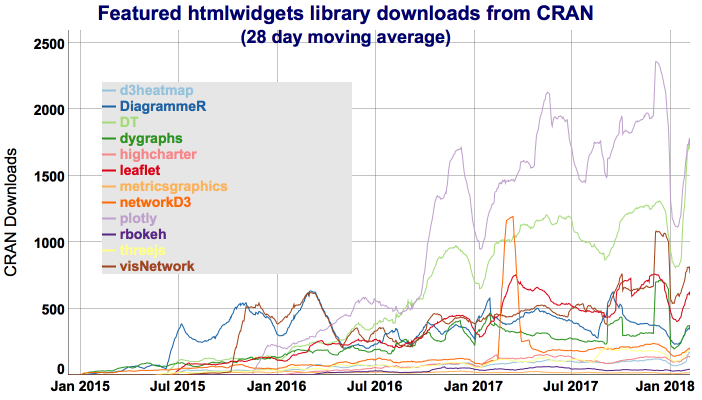 Featured htmlwidgets library downloads from CRAN
(28 day moving average)
2500
2000
1500
1000
500
0
CRAN Downloads
d3heatmap
DiagrammeR
DT
dygraphs
highcharter
leaflet
metricsgraphics
networkD3
plotly
rbokeh
threejs
visNetwork
Jan 2015 Jul 2015 Jan 2016 Jul 2016 Jan 2017 Jul 2017 Jan 2018